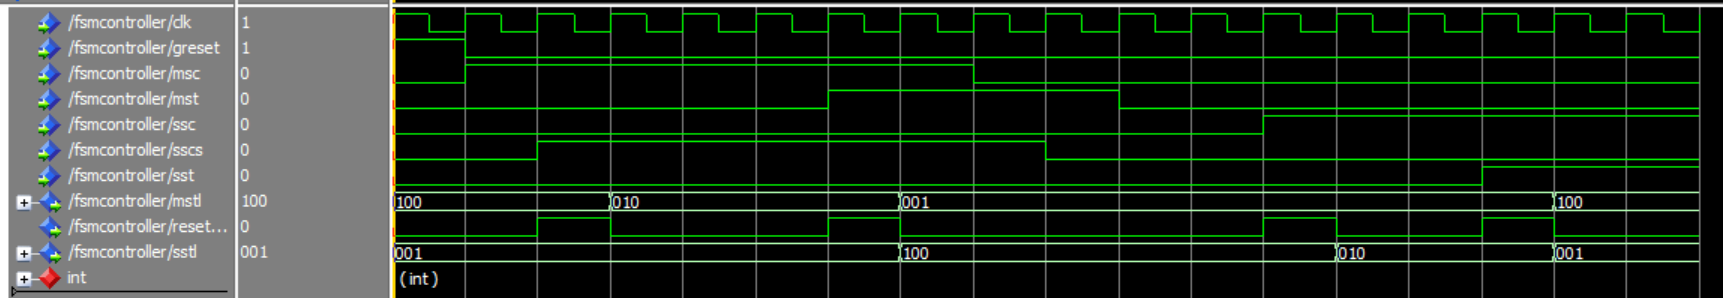 /fsmcontroller/clk 1
/fsmcontroller/greset 1
/fsmcontroller/msc 0
/fsmcontroller/mst 0
/fsmcontroller/ssc 0
/fsmcontroller/sscs 0
/fsmcontroller/sst 0
/fsmcontroller/mstl 100 100 010 001 100
/fsmcontroller/reset... 0
/fsmcontroller/sstl 001 001 100 010 001
int (int)